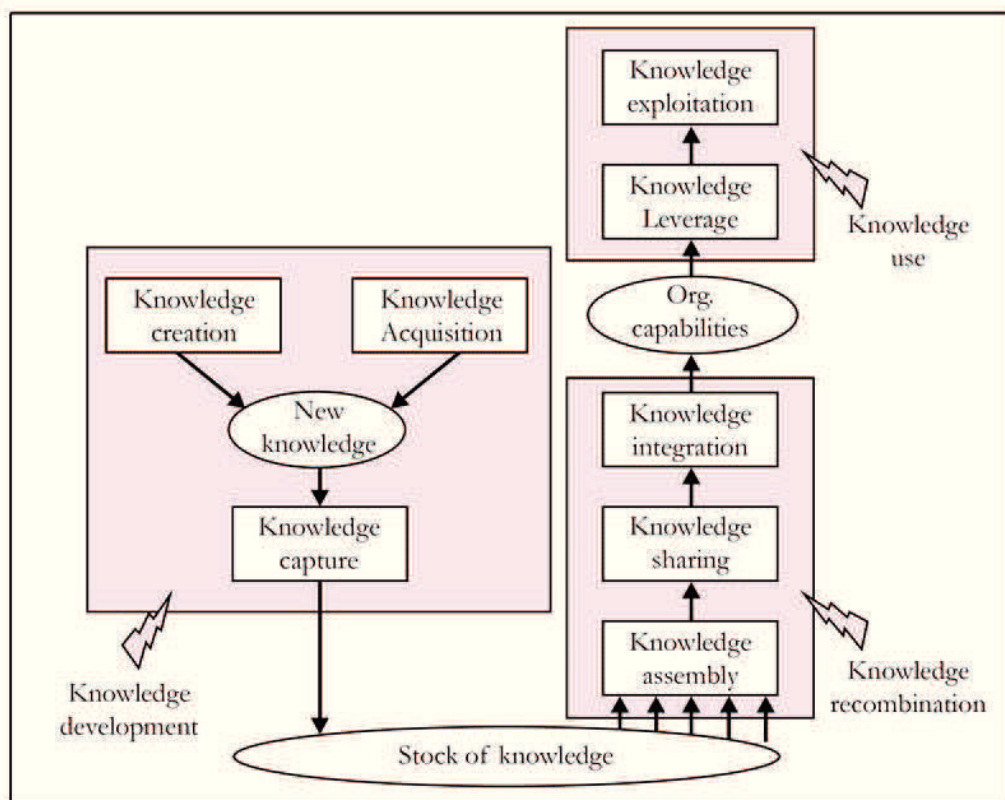 Knowledge
exploitation
Knowledge
Leverage
Knowledge
use
Org.
capabilities
Knowledge
creation
Knowledge
Acquisition
New
knowledge
Knowledge
capture
Knowledge
development
Knowledge
integration
Knowledge
sharing
Knowledge
assembly
Knowledge
recombination
Stock of knowledge